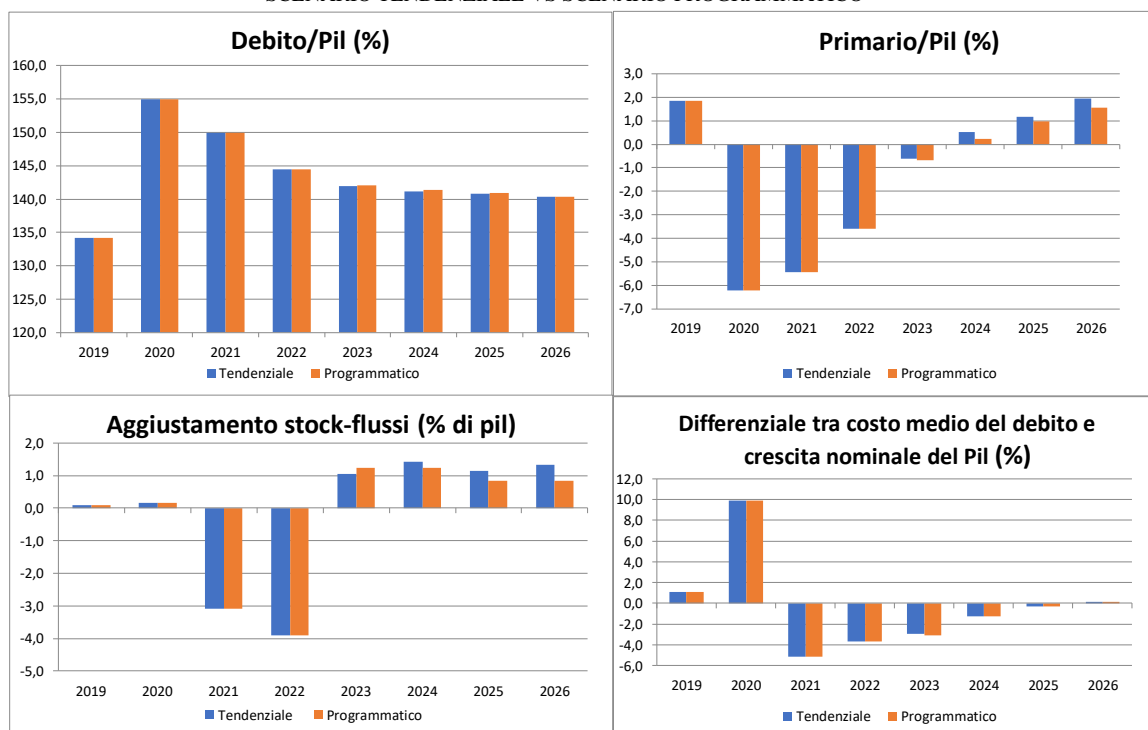 SCENARIO TENDENZIALE VS SCENARIO PROGRAMMATICO
Debito/Pil (%)
160,0
155,0
150,0
145,0
140,0
135,0
130,0
125,0
120,0
2019 2020 2021 2022 2023 2024 2025 2026
Tendenziale Programmatico
Primario/Pil (%)
3,0
2,0
1,0
0,0
-1,0
-2,0
-3,0
-4,0
-5,0
-6,0
-7,0
2019 2020 2021 2022 2023 2024 2025 2026
Tendenziale Programmatico
Aggiustamento stock-flussi (% di pil)
2,0
1,0
0,0
-1,0
-2,0
-3,0
-4,0
-5,0
2019 2020 2021 2022 2023 2024 2025 2026
Tendenziale Programmatico
Differenziale tra costo medio del debito e
crescita nominale del Pil (%)
12,0
10,0
8,0
6,0
4,0
2,0
0,0
-2,0
-4,0
-6,0
2019 2020 2021 2022 2023 2024 2025 2026
Tendenziale Programmatico